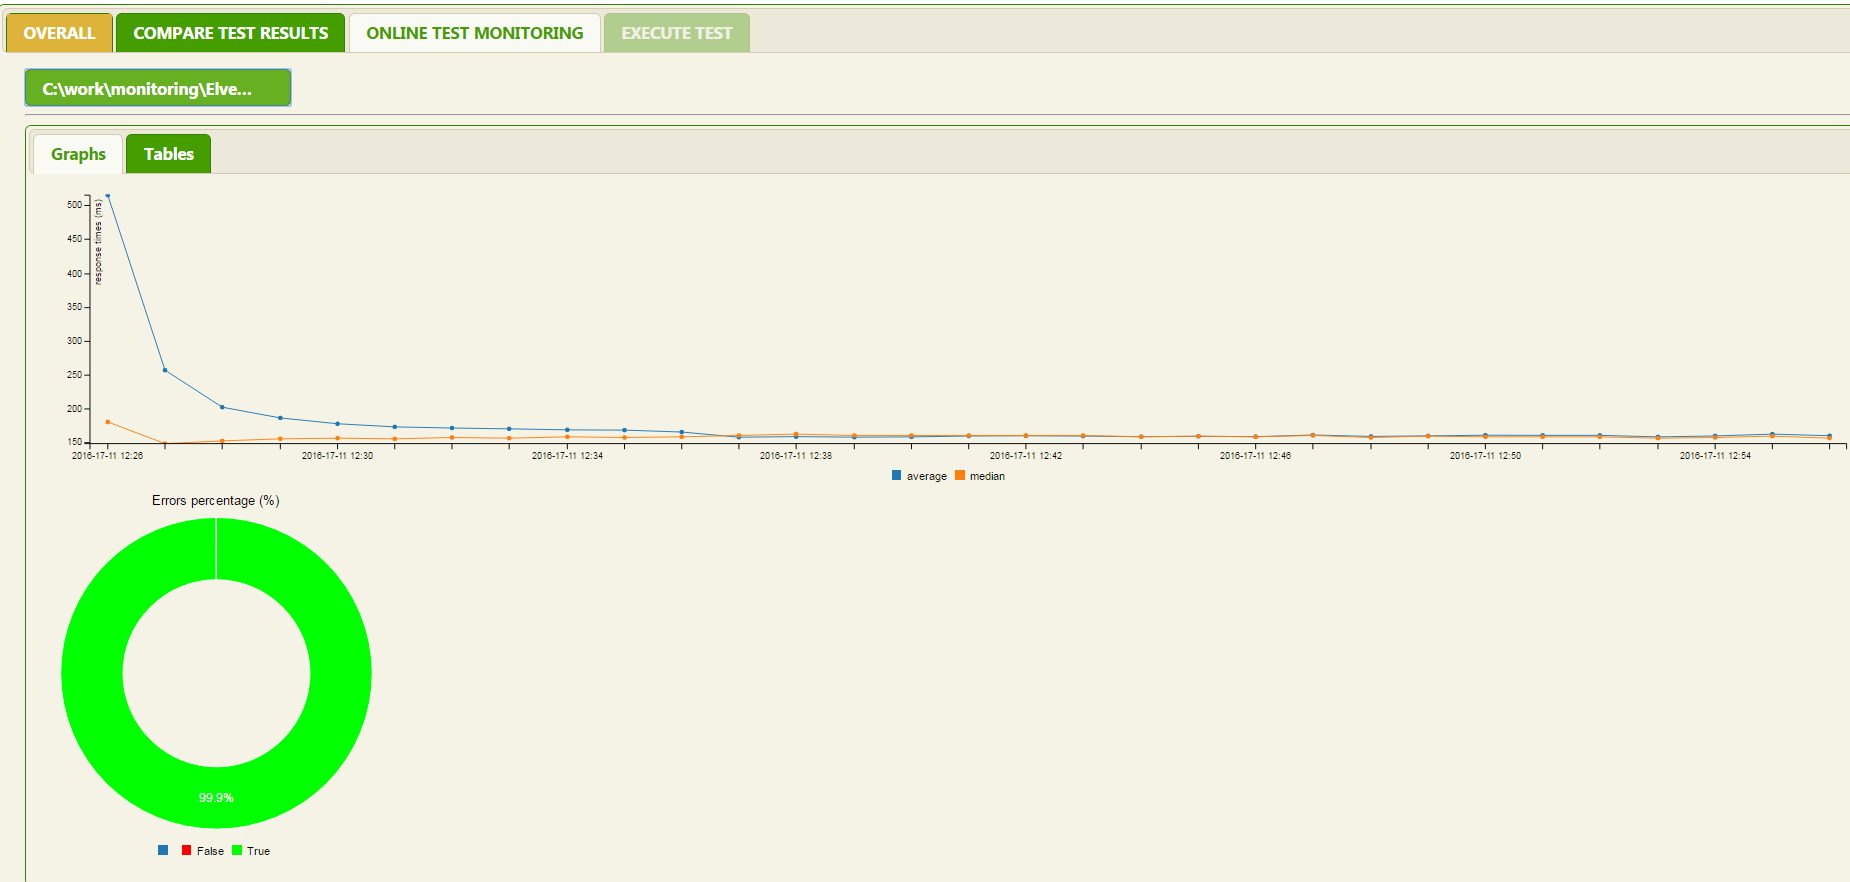 OVERALL COMPARE TEST RESULTS ONLINE TEST MONITORING EXECUTE TEST
C:\work\monitoring\Elve...
Graphs Tables
response times (ms)
500
450
400
350
300
250
200
150
2016-17-11 12:26 2016-17-11 12:30 2016-17-11 12:34 2016-17-11 12:38 2016-17-11 12:42 2016-17-11 12:46 2016-17-11 12:50 2016-17-11 12:54
average median
Errors percentage (%)
99.9%
False True